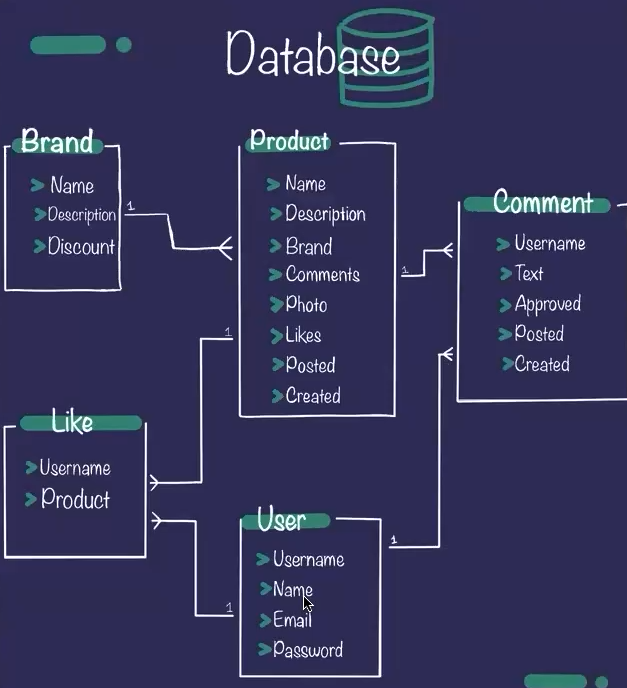 Database
Brand
Name
Description
Discount
1
Product
Name
Description
Brand
Comments
Photo
Likes
Posted
Created
1
1
Comment
Username
Text
Approved
Posted
Created
Like
Username
Product
User
Username
Name
Email
Password
1
1